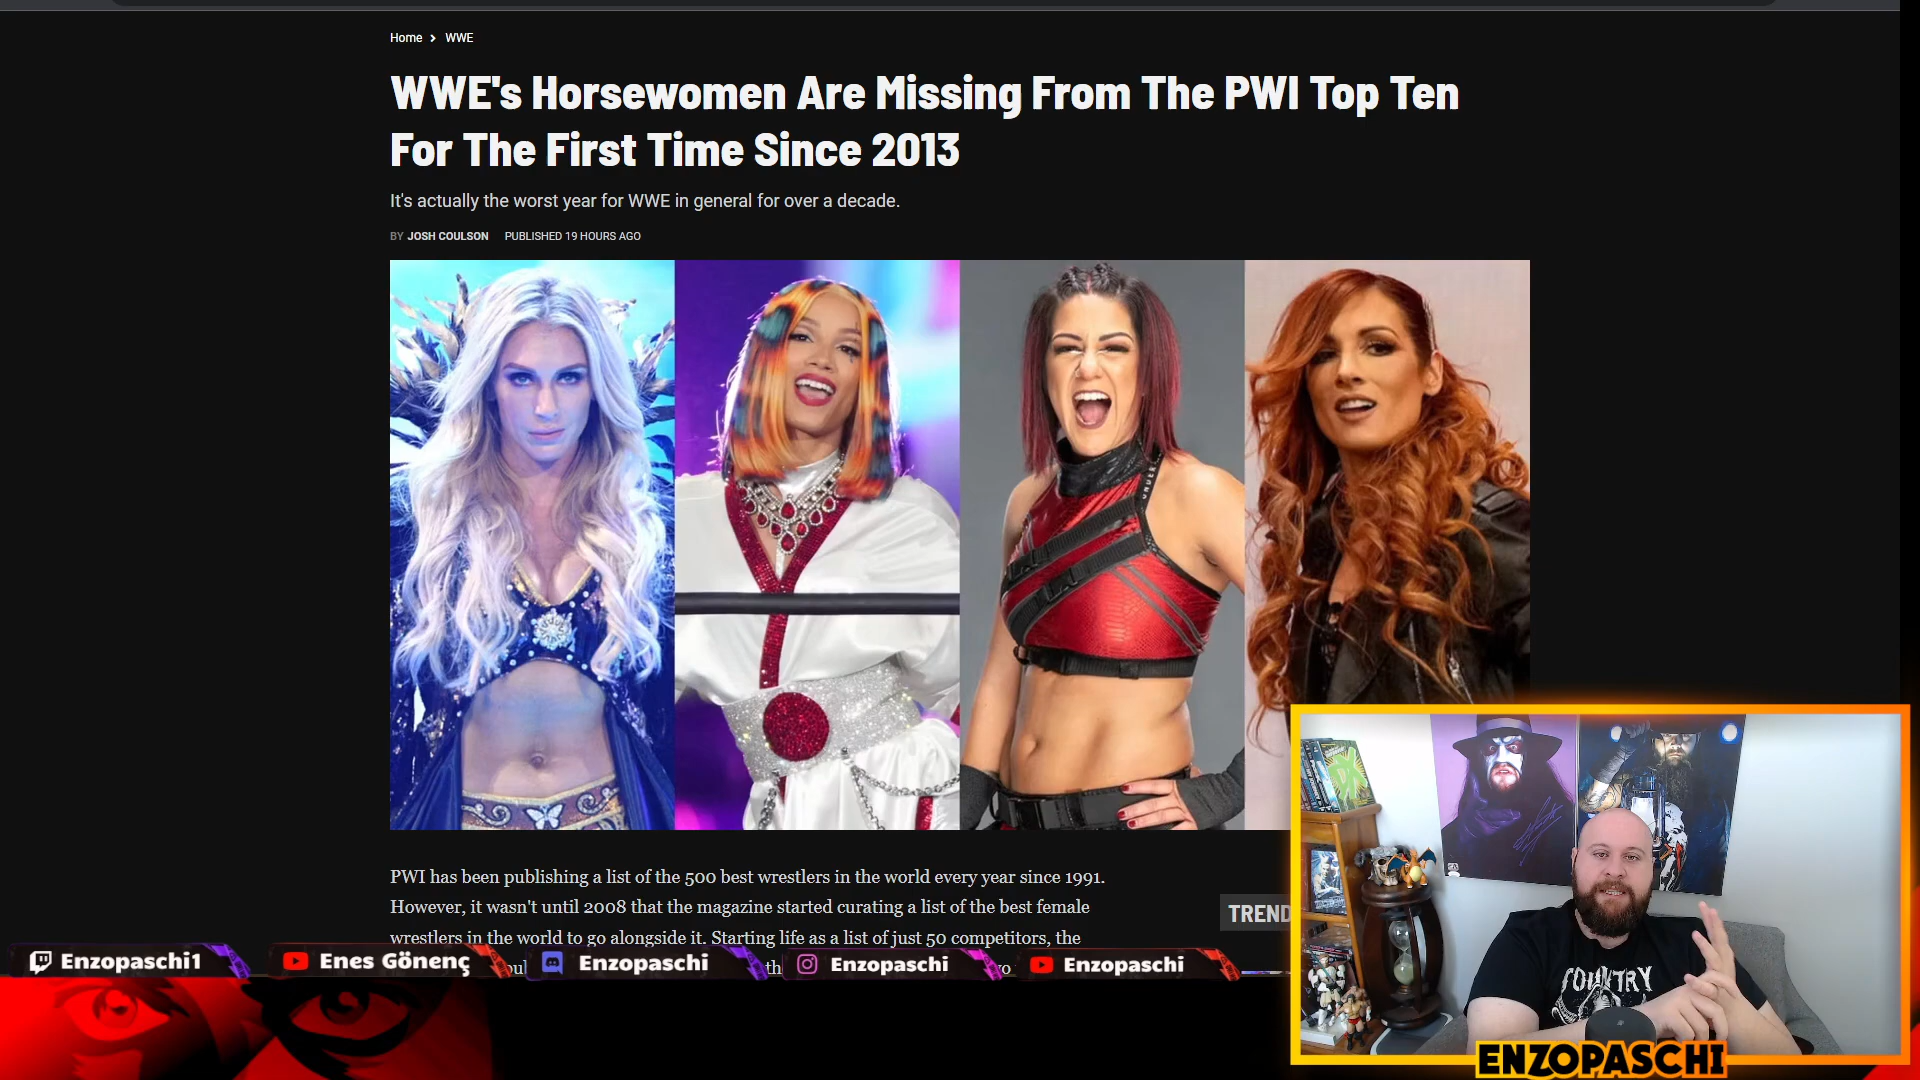 Home > WWE
WWE's Horsewomen Are Missing From The PWI Top Ten
For The First Time Since 2013
It's actually the worst year for WWE in general for over a decade.
BY JOSH COULSON PUBLISHED 19 HOURS AGO
PWI has been publishing a list of the 500 best wrestlers in the world every year since 1991.
However, it wasn't until 2008 that the magazine started curating a list of the best female
wrestlers in the world to go alongside it. Starting life as a list of just 50 competitors, the
TREND
Enzopaschi1
Enes Gönenç
Enzopaschi
Enzopaschi
Enzopaschi
COUNTRY
ENZOPASCHI